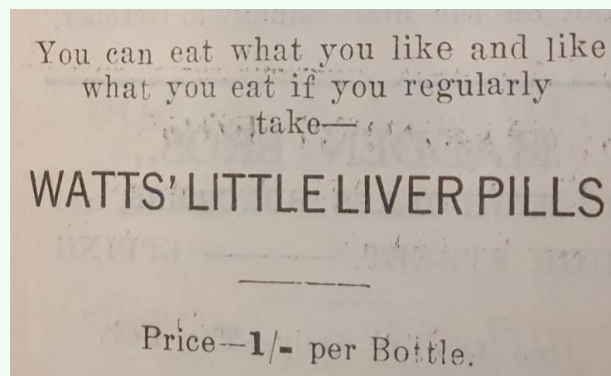 You can eat what you like and like
what you eat if you regularly
take—
WATTS' LITTLE LIVER PILLS
Price—1/- per Bottle.